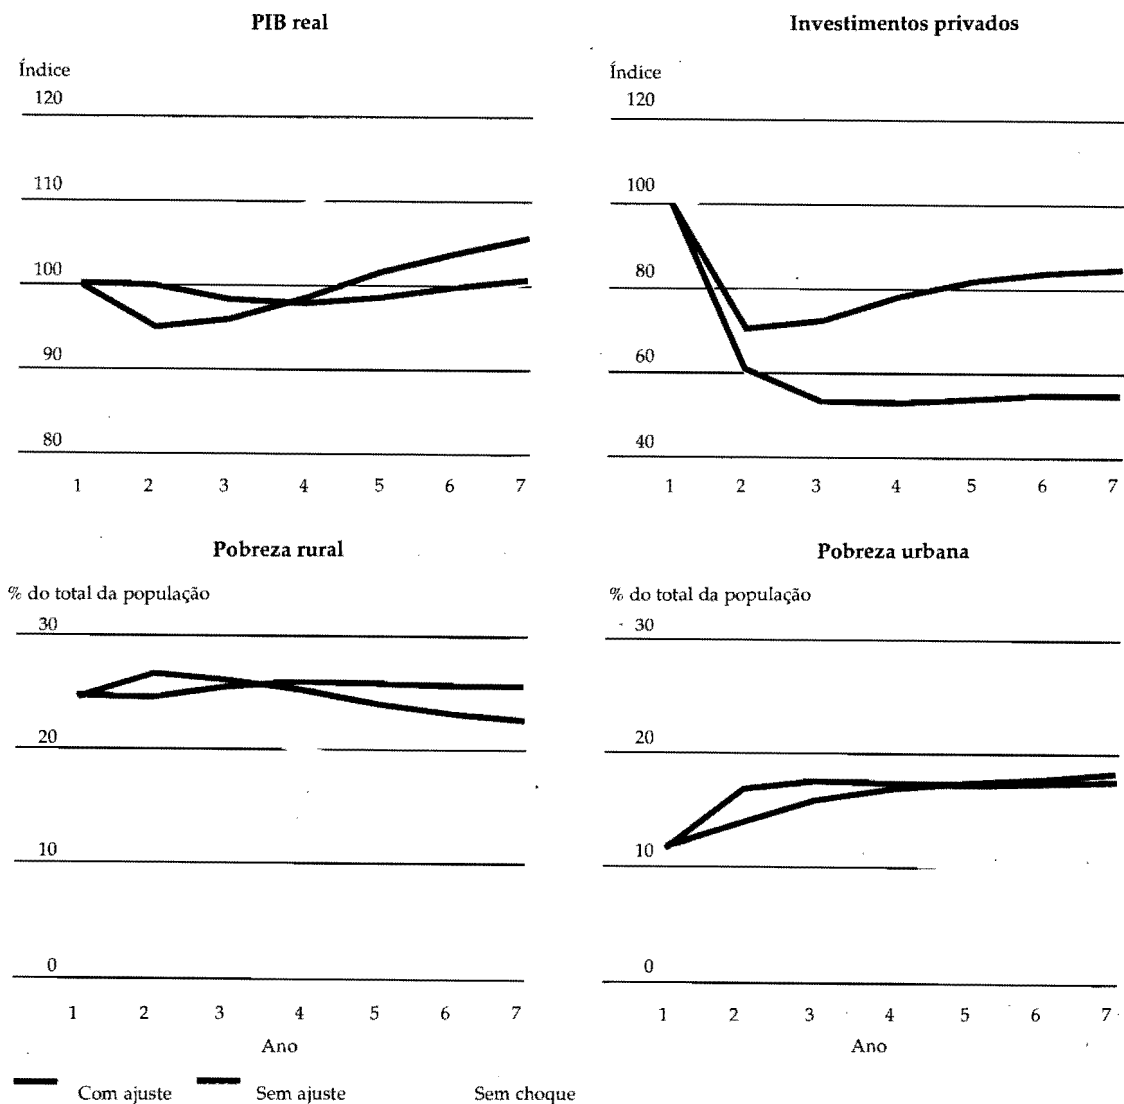 PIB real
Índice
120
110
100
90
80
1 2 3 4 5 6 7
Investimentos privados
Índice
120
100
80
60
40
1 2 3 4 5 6 7
Pobreza rural
% do total da população
30
20
10
0
1 2 3 4 5 6 7
Ano
Pobreza urbana
% do total da população
30
20
10
0
1 2 3 4 5 6 7
Ano
Com ajuste Sem ajuste Sem choque